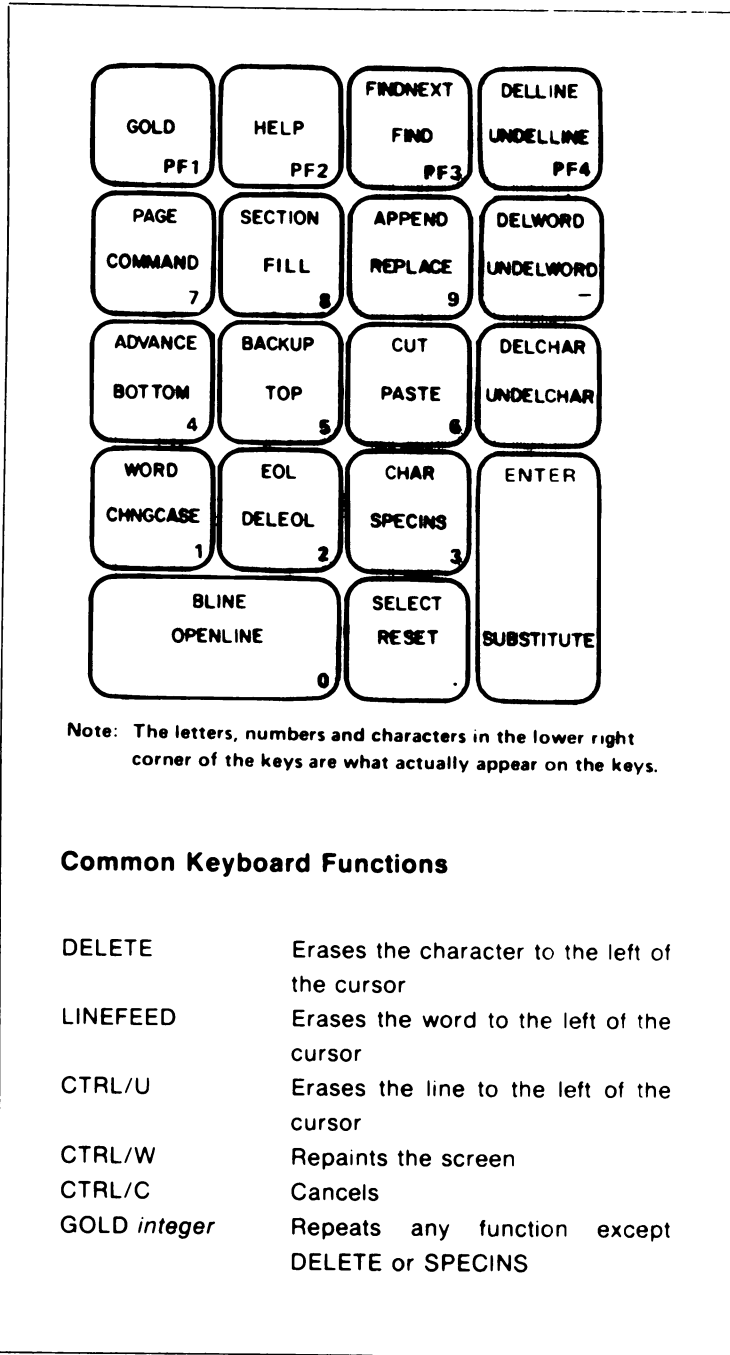 FINDNEXT DELLINE
GOLD HELP FIND UNDELLINE
PF1 PF2 PF3 PF4
PAGE SECTION APPEND DELWORD
COMMAND FILL REPLACE UNDELWORD
7 8 9 –
ADVANCE BACKUP CUT DELCHAR
BOTTOM TOP PASTE UNDELCHAR
4 5 6
WORD EOL CHAR ENTER
CHNGCASE DELEOL SPECINS
1 2 3
BLINE SELECT
OPENLINE RESET SUBSTITUTE
0 .
Note: The letters, numbers and characters in the lower right
corner of the keys are what actually appear on the keys.
Common Keyboard Functions
DELETE Erases the character to the left of
the cursor
LINEFEED Erases the word to the left of the
cursor
CTRL/U Erases the line to the left of the
cursor
CTRL/W Repaints the screen
CTRL/C Cancels
GOLD integer Repeats any function except
DELETE or SPECINS